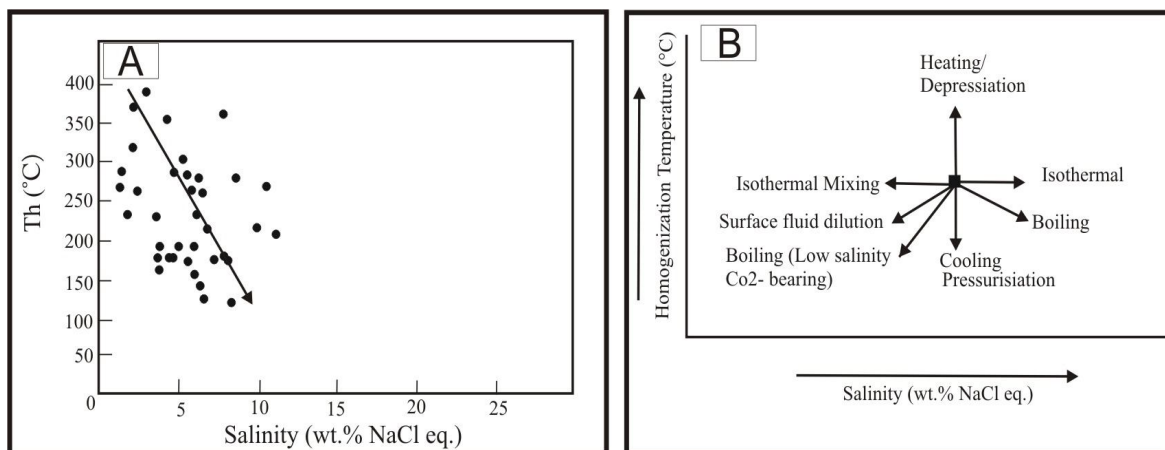 A
Th (°C)
400
350
300
250
200
150
100
50
0
5
10
15
20
25
Salinity (wt.% NaCl eq.)
B
Homogenization Temperature (°C)
Heating/
Depressiation
Isothermal Mixing
Isothermal
Surface fluid dilution
Boiling
Boiling (Low salinity
Co2- bearing)
Cooling
Pressurisiation
Salinity (wt.% NaCl eq.)